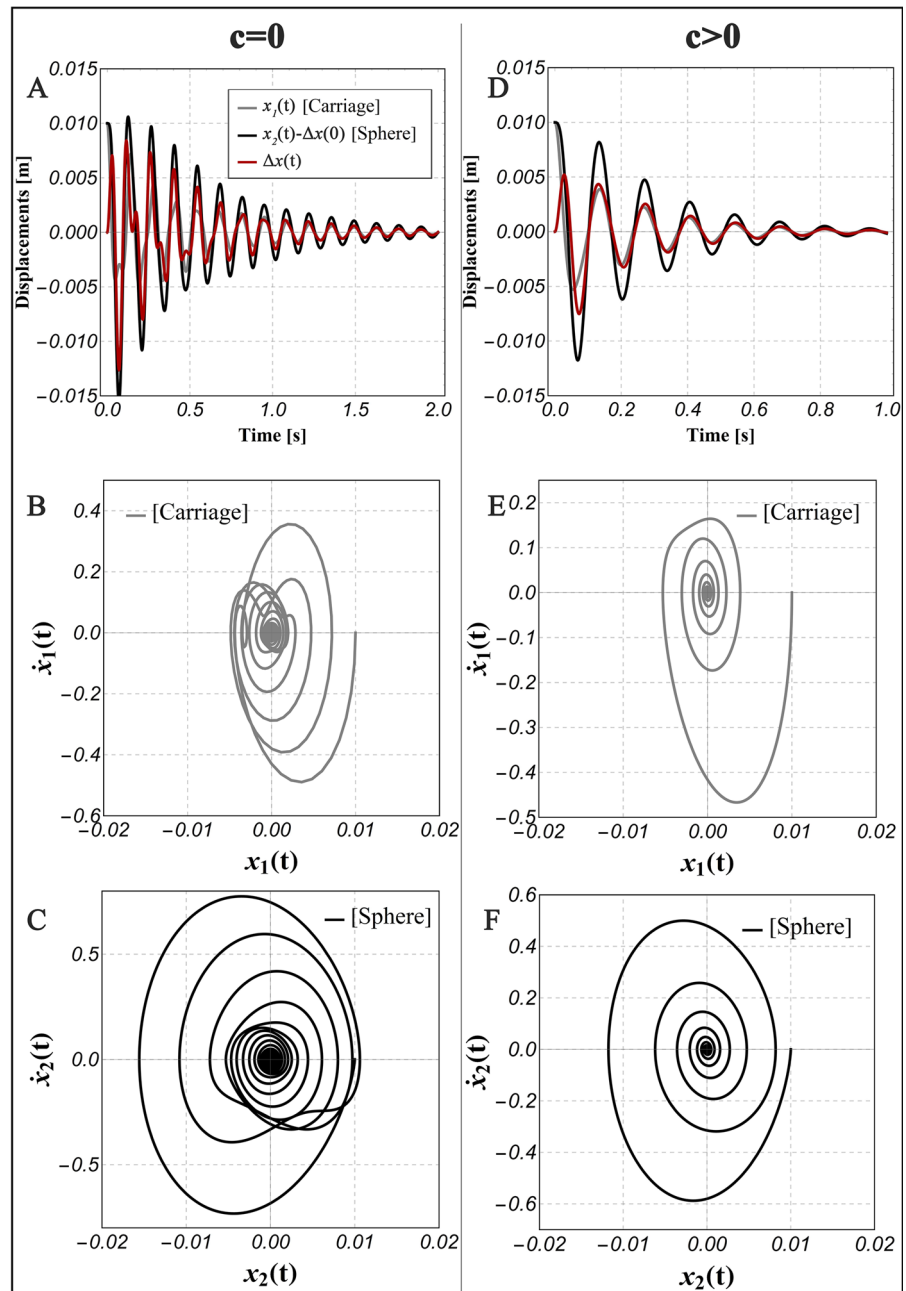 c=0
c>0
A
0.015
0.010
0.005
0.000
−0.005
−0.010
−0.015
Displacements [m]
x₁(t) [Carriage]
x₂(t)-Δx(0) [Sphere]
Δx(t)
0.0 0.5 1.0 1.5 2.0
Time [s]
D
0.015
0.010
0.005
0.000
−0.005
−0.010
−0.015
Displacements [m]
0.0 0.2 0.4 0.6 0.8 1.0
Time [s]
B
[Carriage]
0.4
0.2
0.0
−0.2
−0.4
−0.6
ẋ₁(t)
−0.02 −0.01 0.00 0.01 0.02
x₁(t)
E
[Carriage]
0.2
0.1
0.0
−0.1
−0.2
−0.3
−0.4
−0.5
ẋ₁(t)
−0.02 −0.01 0.00 0.01 0.02
x₁(t)
C
[Sphere]
0.5
0.0
−0.5
ẋ₂(t)
−0.02 −0.01 0.00 0.01 0.02
x₂(t)
F
[Sphere]
0.6
0.4
0.2
0.0
−0.2
−0.4
−0.6
ẋ₂(t)
−0.02 −0.01 0.00 0.01 0.02
x₂(t)